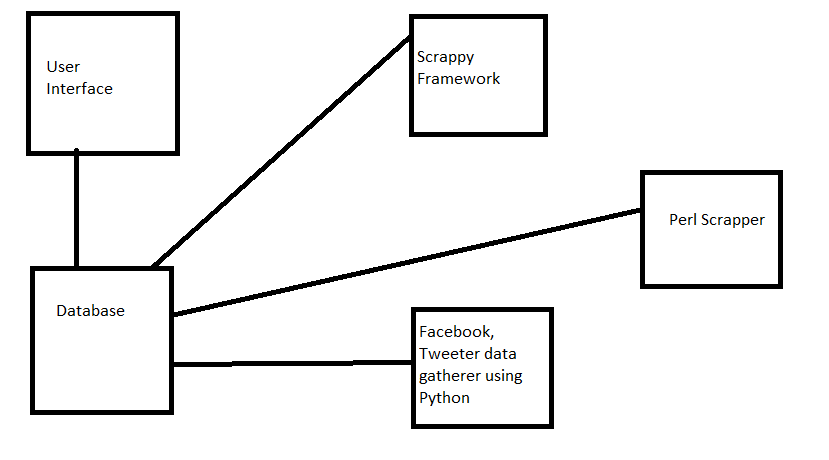 User
Interface
Scrappy
Framework
Perl Scrapper
Database
Facebook,
Tweeter data
gatherer using
Python